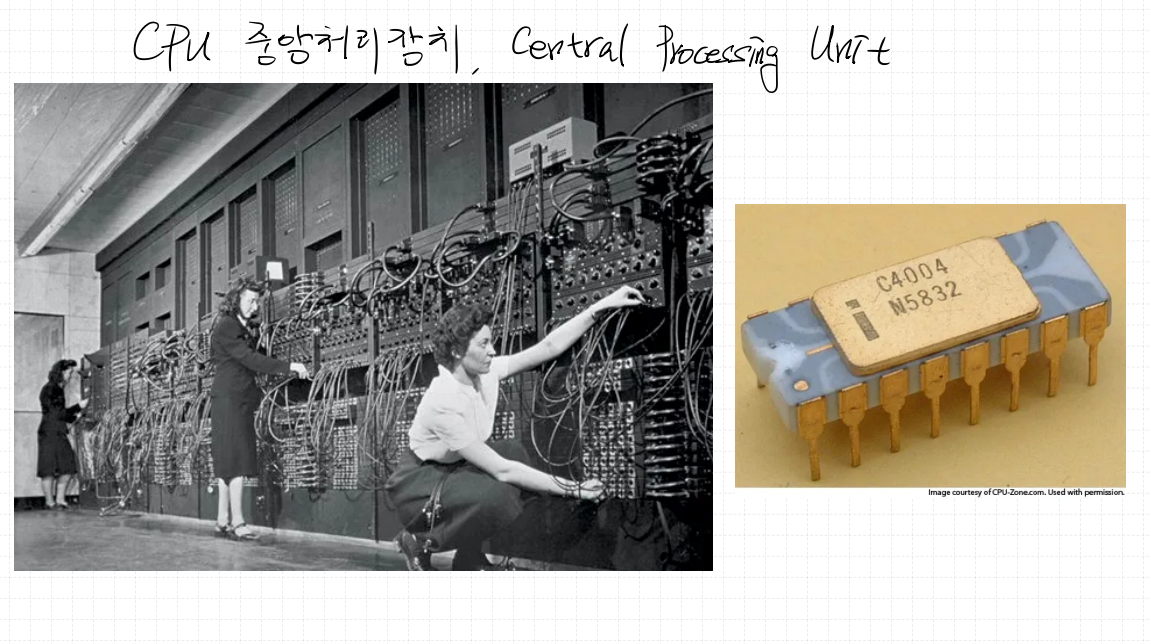 CPU 중앙처리장치, Central Processing Unit
C4004
N5832
Image courtesy of CPU-Zone.com. Used with permission.